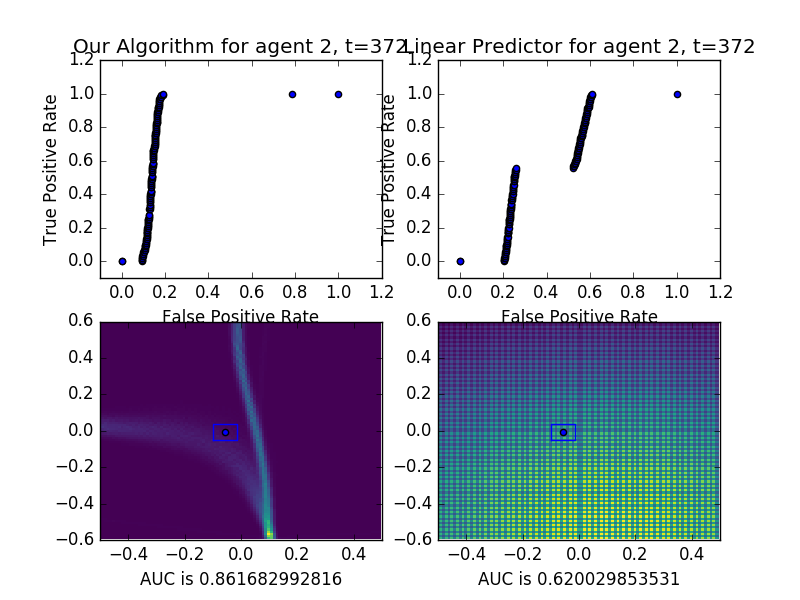 Our Algorithm for agent 2, t=372
Linear Predictor for agent 2, t=372
1.2
1.0
0.8
0.6
0.4
0.2
0.0
True Positive Rate
0.0 0.2 0.4 0.6 0.8 1.0 1.2
False Positive Rate
1.2
1.0
0.8
0.6
0.4
0.2
0.0
True Positive Rate
0.0 0.2 0.4 0.6 0.8 1.0 1.2
False Positive Rate
0.6
0.4
0.2
0.0
−0.2
−0.4
−0.6
−0.4 −0.2 0.0 0.2 0.4
AUC is 0.861682992816
0.6
0.4
0.2
0.0
−0.2
−0.4
−0.6
−0.4 −0.2 0.0 0.2 0.4
AUC is 0.620029853531